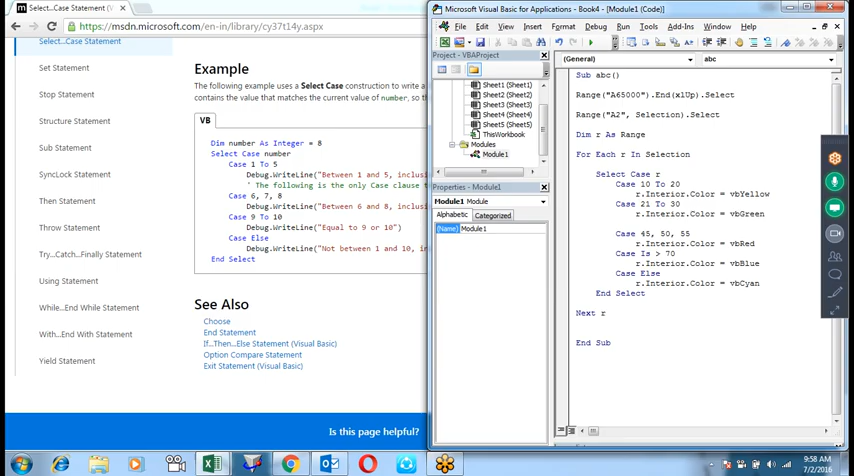 Select...Case Statement ×
https://msdn.microsoft.com/en-in/library/cy37t14y.aspx
Select...Case Statement
Set Statement
Stop Statement
Structure Statement
Sub Statement
SyncLock Statement
Then Statement
Throw Statement
Try...Catch...Finally Statement
Using Statement
While...End While Statement
With...End With Statement
Yield Statement
Example
The following example uses a Select Case construction to write a
contains the value that matches the current value of number, so th
VB
Dim number As Integer = 8
Select Case number
Case 1 To 5
Debug.WriteLine("Between 1 and 5, inclusi
' The following is the only Case clause t
Case 6, 7, 8
Debug.WriteLine("Between 6 and 8, inclusi
Case 9 To 10
Debug.WriteLine("Equal to 9 or 10")
Case Else
Debug.WriteLine("Not between 1 and 10, in
End Select
See Also
Choose
End Statement
If...Then...Else Statement (Visual Basic)
Option Compare Statement
Exit Statement (Visual Basic)
Is this page helpful?
Microsoft Visual Basic for Applications - Book4 - [Module1 (Code)]
File Edit View Insert Format Debug Run Tools Add-Ins Window Help
Project - VBAProject
Sheet1 (Sheet1)
Sheet2 (Sheet2)
Sheet3 (Sheet3)
Sheet4 (Sheet4)
Sheet5 (Sheet5)
ThisWorkbook
Modules
Module1
Properties - Module1
Module1 Module
Alphabetic Categorized
(Name) Module1
(General) abc
Sub abc()
Range("A65000").End(xlUp).Select
Range("A2", Selection).Select
Dim r As Range
For Each r In Selection
Select Case r
Case 10 To 20
r.Interior.Color = vbYellow
Case 21 To 30
r.Interior.Color = vbGreen
Case 45, 50, 55
r.Interior.Color = vbRed
Case Is > 70
r.Interior.Color = vbBlue
Case Else
r.Interior.Color = vbCyan
End Select
Next r
End Sub
9:58 AM
7/2/2016